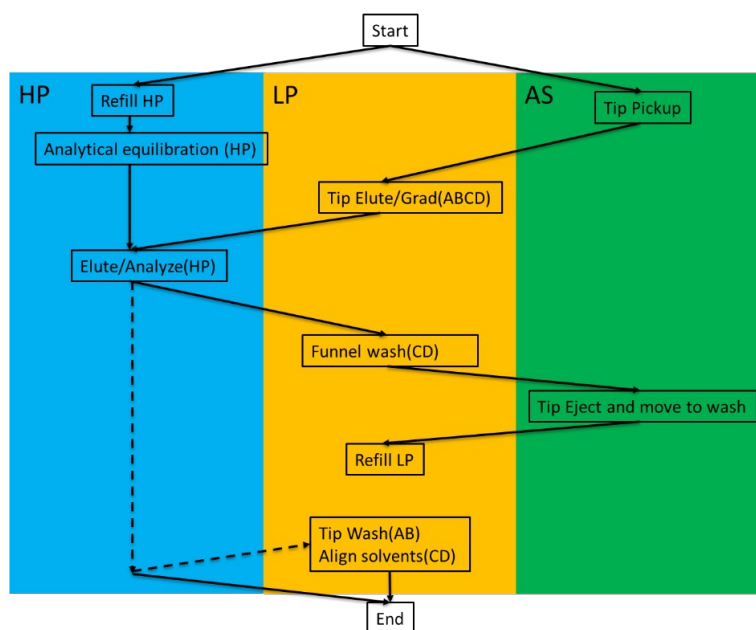 Start
HP
LP
AS
Refill HP
Tip Pickup
Analytical equilibration (HP)
Tip Elute/Grad(ABCD)
Elute/Analyze(HP)
Funnel wash(CD)
Tip Eject and move to wash
Refill LP
Tip Wash(AB)
Align solvents(CD)
End